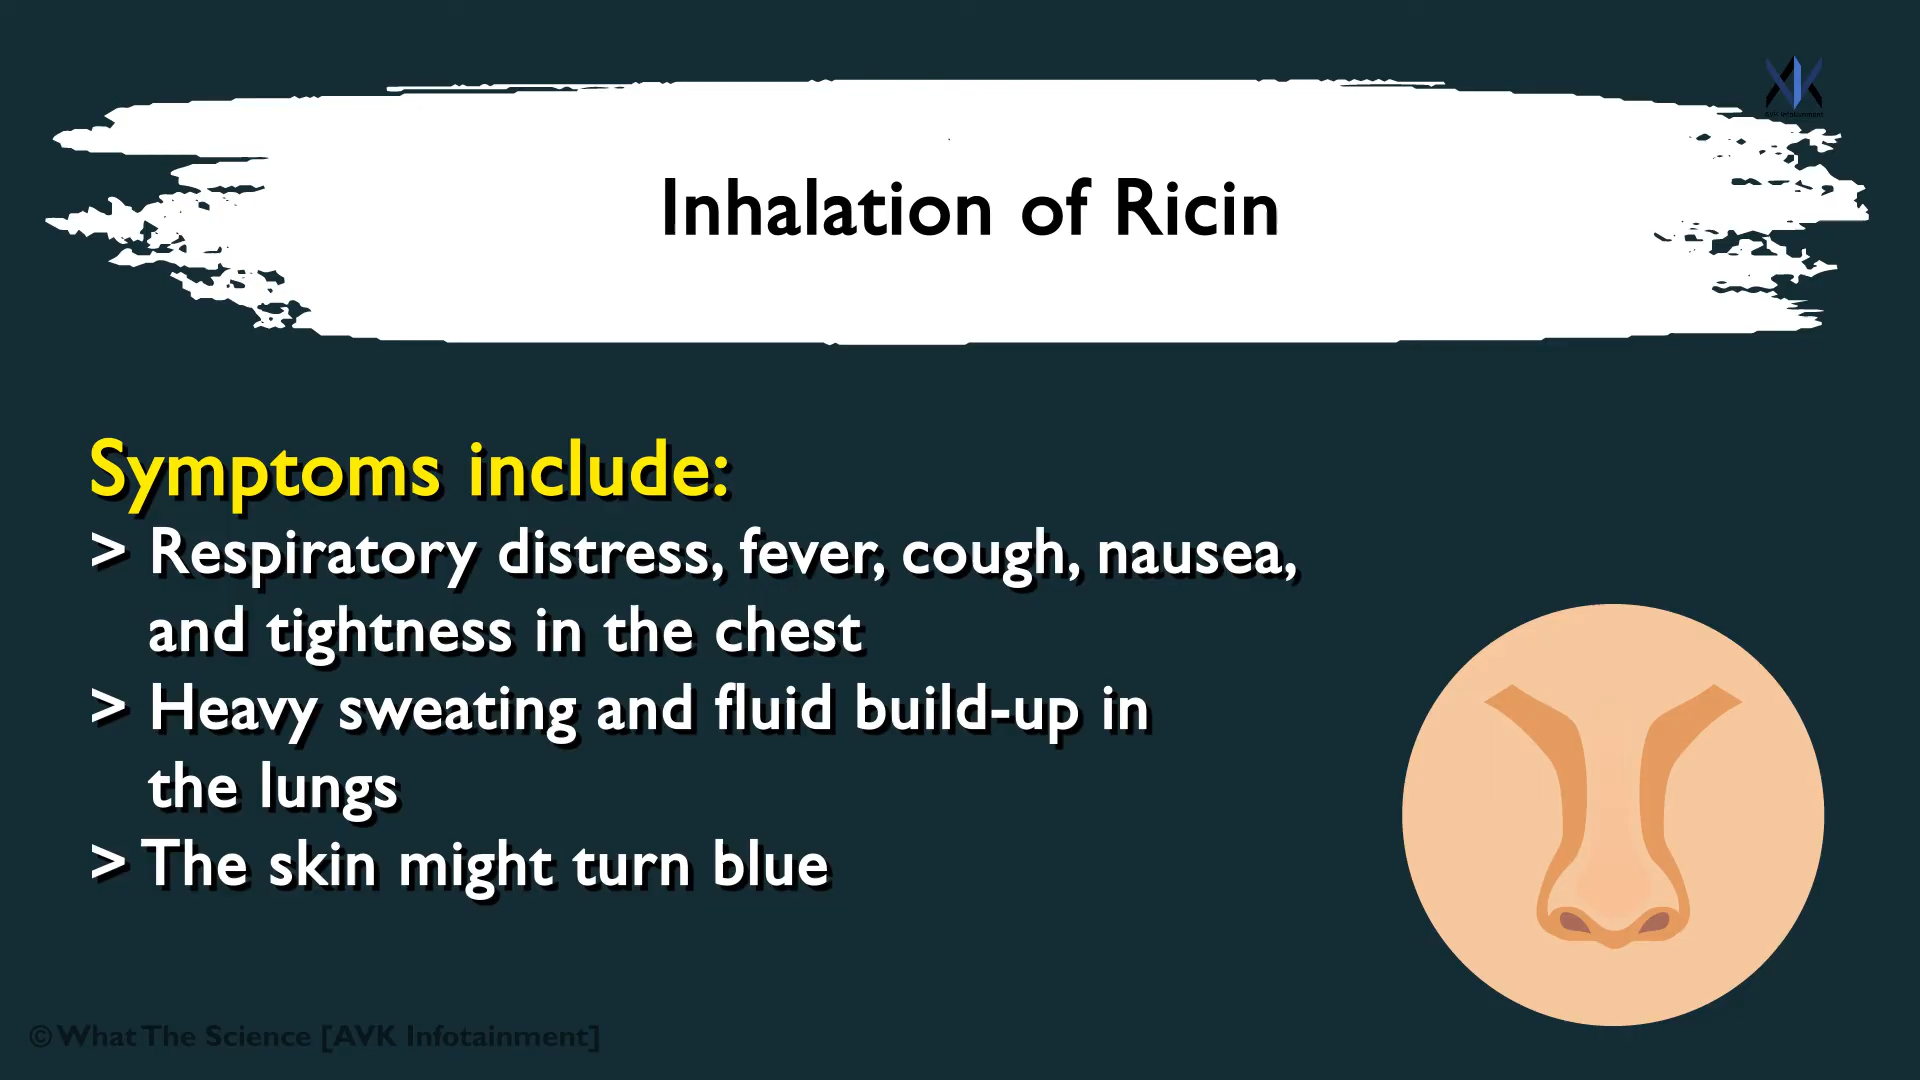 Inhalation of Ricin
Symptoms include:
> Respiratory distress, fever, cough, nausea,
and tightness in the chest
> Heavy sweating and fluid build-up in
the lungs
> The skin might turn blue
© What The Science [AVK Infotainment]